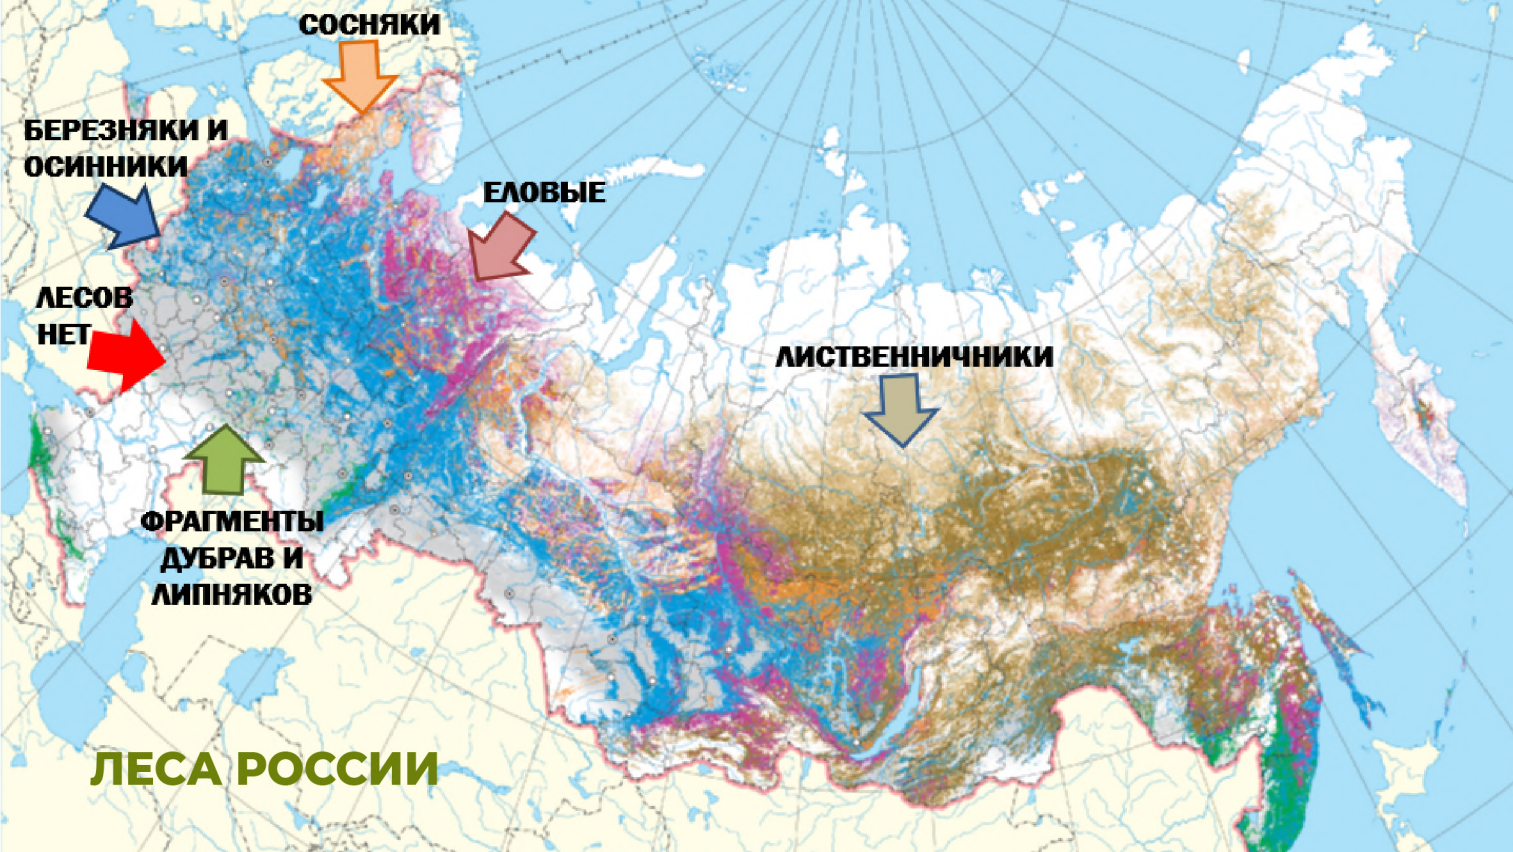 СОСНЯКИ
БЕРЕЗНЯКИ И
ОСИННИКИ
ЕЛОВЫЕ
ЛЕСОВ
НЕТ
ЛИСТВЕННИЧНИКИ
ФРАГМЕНТЫ
ДУБРАВ И
ЛИПНЯКОВ
ЛЕСА РОССИИ